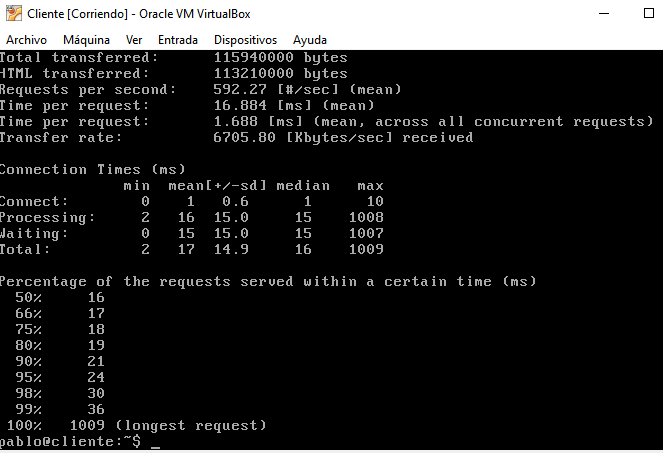 Cliente [Corriendo] - Oracle VM VirtualBox
Archivo Máquina Ver Entrada Dispositivos Ayuda
Total transferred: 115940000 bytes
HTML transferred: 113210000 bytes
Requests per second: 592.27 [#/sec] (mean)
Time per request: 16.884 [ms] (mean)
Time per request: 1.688 [ms] (mean, across all concurrent requests)
Transfer rate: 6705.80 [Kbytes/sec] received
Connection Times (ms)
min mean[+/-sd] median max
Connect: 0 1 0.6 1 10
Processing: 2 16 15.0 15 1008
Waiting: 0 15 15.0 15 1007
Total: 2 17 14.9 16 1009
Percentage of the requests served within a certain time (ms)
50% 16
66% 17
75% 18
80% 19
90% 21
95% 24
98% 30
99% 36
100% 1009 (longest request)
pablo@cliente:~$ _